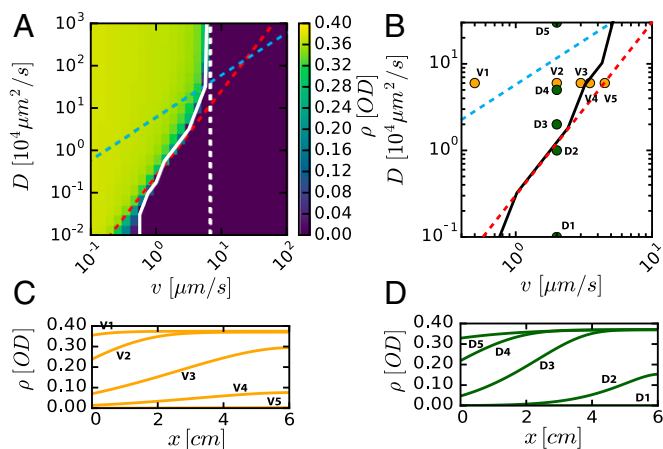 A
D [10^4 μm^2/s]
10^3
10^2
10^1
10^0
10^-1
10^-2
10^-1
10^0
10^1
10^2
v [μm/s]
0.40
0.36
0.32
0.28
0.24
0.20
0.16
0.12
0.08
0.04
0.00
ρ [OD]
B
D [10^4 μm^2/s]
10^1
10^0
10^-1
10^0
10^1
v [μm/s]
D5
V1
V2
V3
D4
V4
V5
D3
D2
D1
C
ρ [OD]
0.40
0.30
0.20
0.10
0.00
V1
V2
V3
V4
V5
0
2
4
6
x [cm]
D
ρ [OD]
0.40
0.30
0.20
0.10
0.00
D5
D4
D3
D2
D1
0
2
4
6
x [cm]